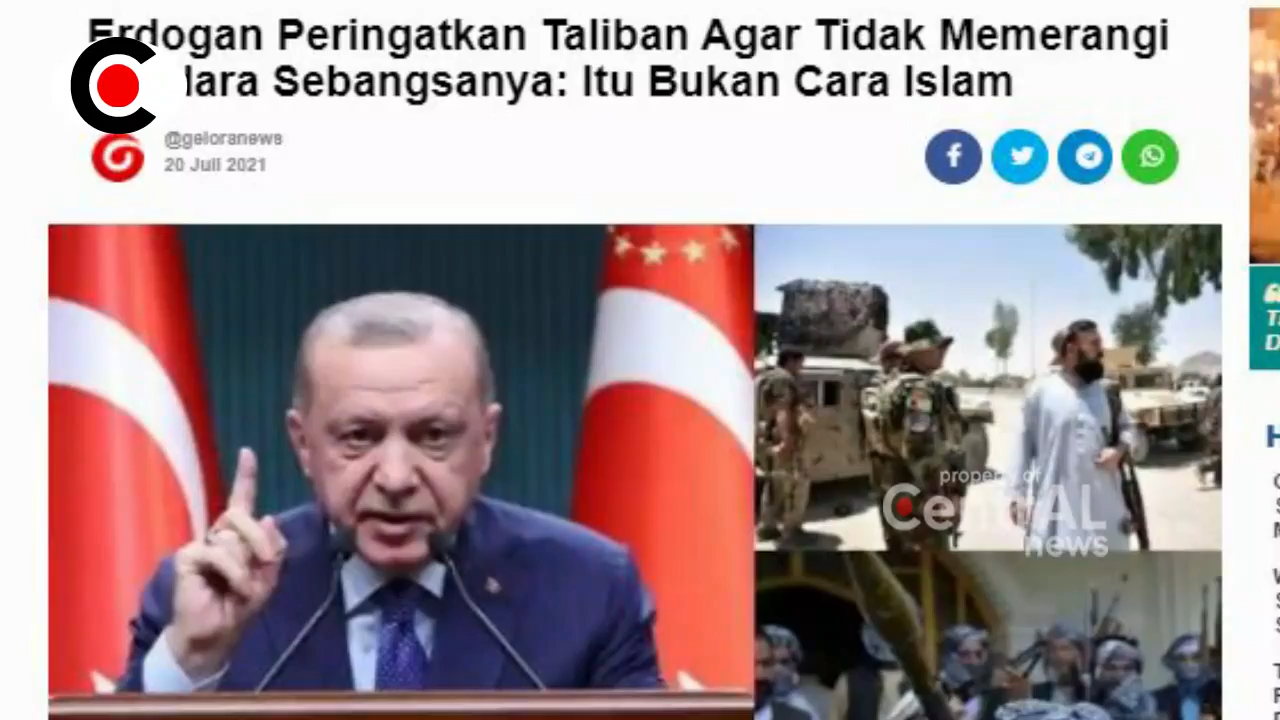 Erdogan Peringatkan Taliban Agar Tidak Memerangi
dara Sebangsanya: Itu Bukan Cara Islam
@geloranews
20 Juli 2021
property of
CentrAL
news